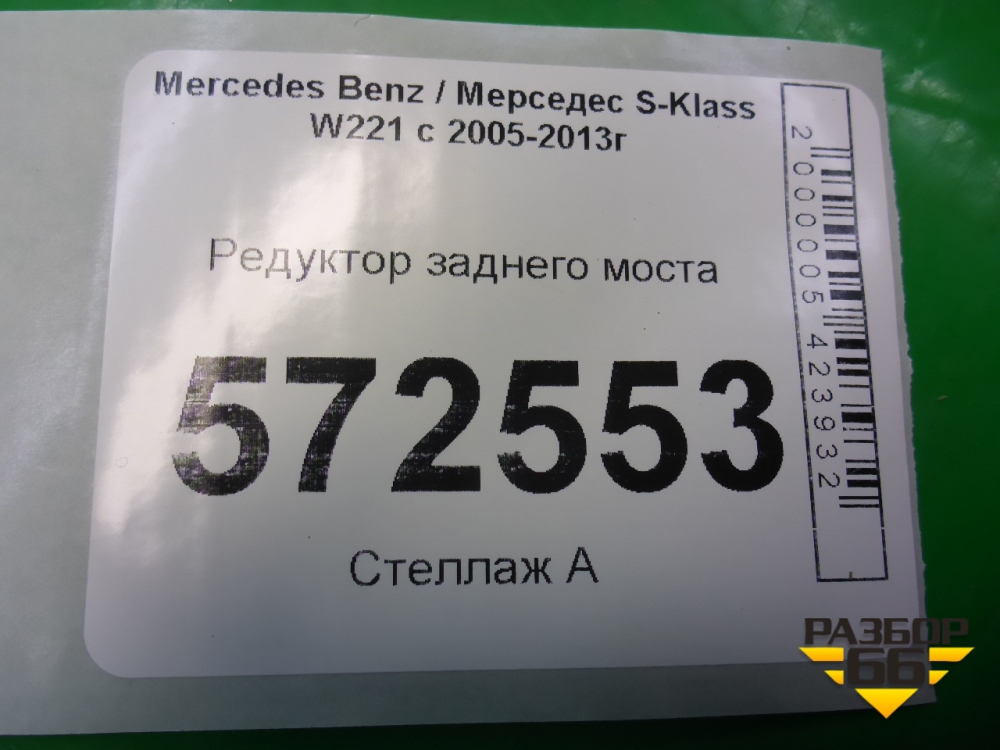 Mercedes Benz / Мерседес S-Klass
W221 с 2005-2013г
Редуктор заднего моста
572553
Стеллаж А
2000005423932
РАЗБОР
66